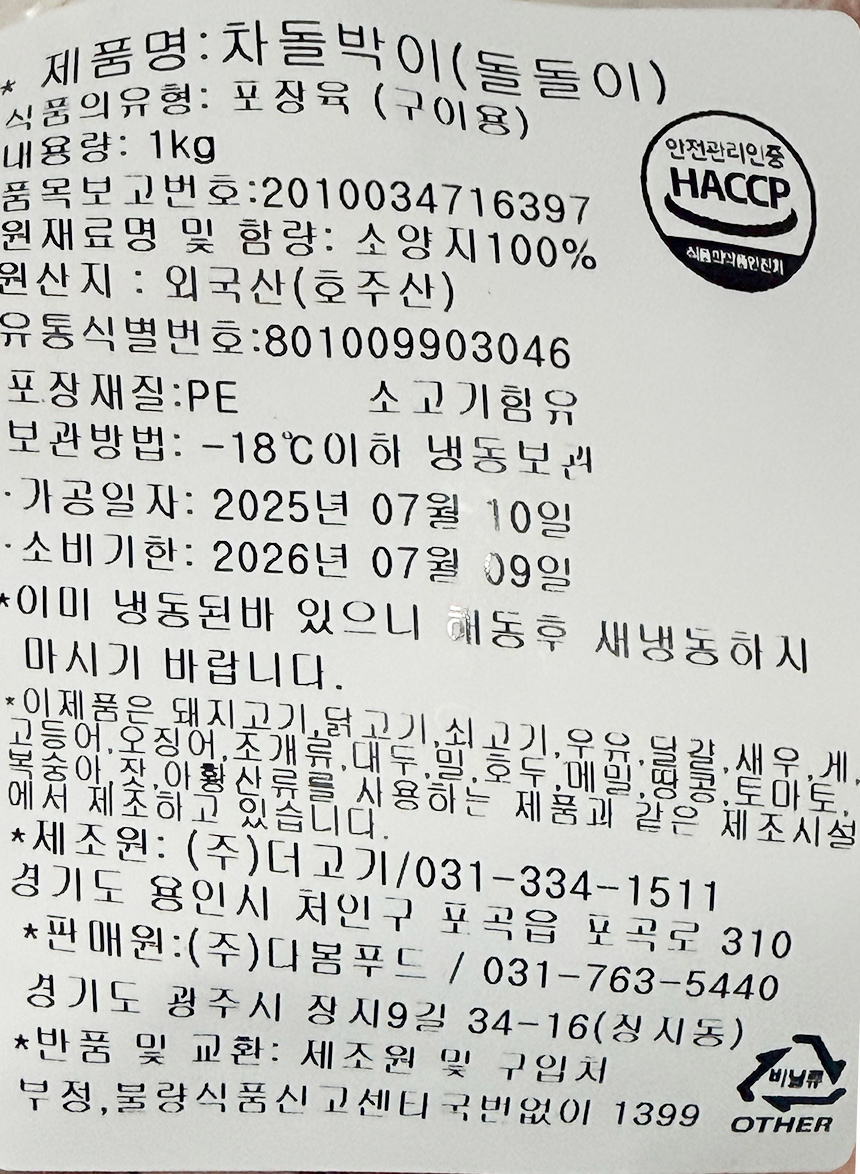 * 제품명:차돌박이(돌돌이)
식품의유형: 포장육 (구이용)
내용량: 1kg
품목보고번호:2010034716397
원재료명 및 함량: 소양지100%
원산지 : 외국산(호주산)
유통식별번호:801009903046
포장재질:PE 소고기함유
보관방법: -18℃이하 냉동보관
·가공일자: 2025년 07월 10일
·소비기한: 2026년 07월 09일
*이미 냉동된바 있으니 해동후 새냉동하지
마시기 바랍니다.
*이제품은 돼지고기,닭고기,쇠고기,우유,달걀,새우,게,
고등어,오징어,조개류,대두,밀,호두,메밀,땅콩,토마토,
복숭아,잣,아황산류를 사용하는 제품과 같은 제조시설
에서 제조하고 있습니다.
*제조원: (주)더고기/031-334-1511
경기도 용인시 처인구 포곡읍 포곡로 310
*판매원:(주)다봄푸드 / 031-763-5440
경기도 광주시 장지9길 34-16(장지동)
*반품 및 교환: 제조원 및 구입처
부정,불량식품신고센터국번없이 1399
안전관리인증
HACCP
식품의약품안전처
비닐류
OTHER